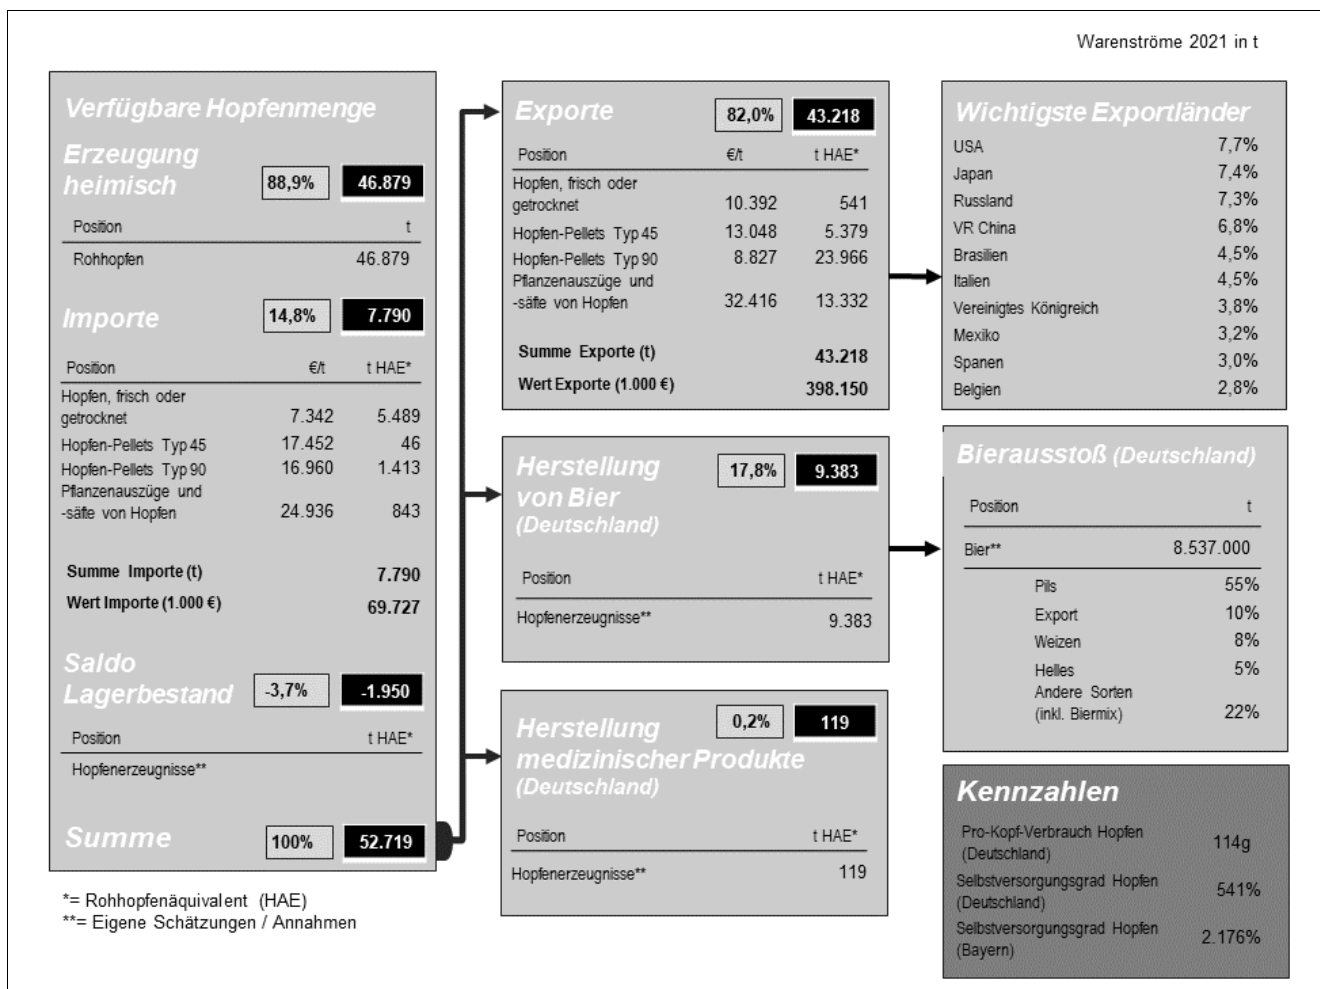 Warenströme 2021 in t
Verfügbare Hopfenmenge
Erzeugung
heimisch 88,9% 46.879
Position t
Rohhopfen 46.879
Importe 14,8% 7.790
Position €/t t HAE*
Hopfen, frisch oder
getrocknet 7.342 5.489
Hopfen-Pellets Typ 45 17.452 46
Hopfen-Pellets Typ 90 16.960 1.413
Pflanzenauszüge und
-säfte von Hopfen 24.936 843
Summe Importe (t) 7.790
Wert Importe (1.000 €) 69.727
Saldo
Lagerbestand -3,7% -1.950
Position t HAE*
Hopfenerzeugnisse**
Summe 100% 52.719
*= Rohhopfenäquivalent (HAE)
**= Eigene Schätzungen / Annahmen
Exporte 82,0% 43.218
Position €/t t HAE*
Hopfen, frisch oder
getrocknet 10.392 541
Hopfen-Pellets Typ 45 13.048 5.379
Hopfen-Pellets Typ 90 8.827 23.966
Pflanzenauszüge und
-säfte von Hopfen 32.416 13.332
Summe Exporte (t) 43.218
Wert Exporte (1.000 €) 398.150
Herstellung 17,8% 9.383
von Bier
(Deutschland)
Position t HAE*
Hopfenerzeugnisse** 9.383
Herstellung 0,2% 119
medizinischer Produkte
(Deutschland)
Position t HAE*
Hopfenerzeugnisse** 119
Wichtigste Exportländer
USA 7,7%
Japan 7,4%
Russland 7,3%
VR China 6,8%
Brasilien 4,5%
Italien 4,5%
Vereinigtes Königreich 3,8%
Mexiko 3,2%
Spanen 3,0%
Belgien 2,8%
Bierausstoß (Deutschland)
Position t
Bier** 8.537.000
Pils 55%
Export 10%
Weizen 8%
Helles 5%
Andere Sorten
(inkl. Biermix) 22%
Kennzahlen
Pro-Kopf-Verbrauch Hopfen
(Deutschland) 114g
Selbstversorgungsgrad Hopfen
(Deutschland) 541%
Selbstversorgungsgrad Hopfen
(Bayern) 2.176%